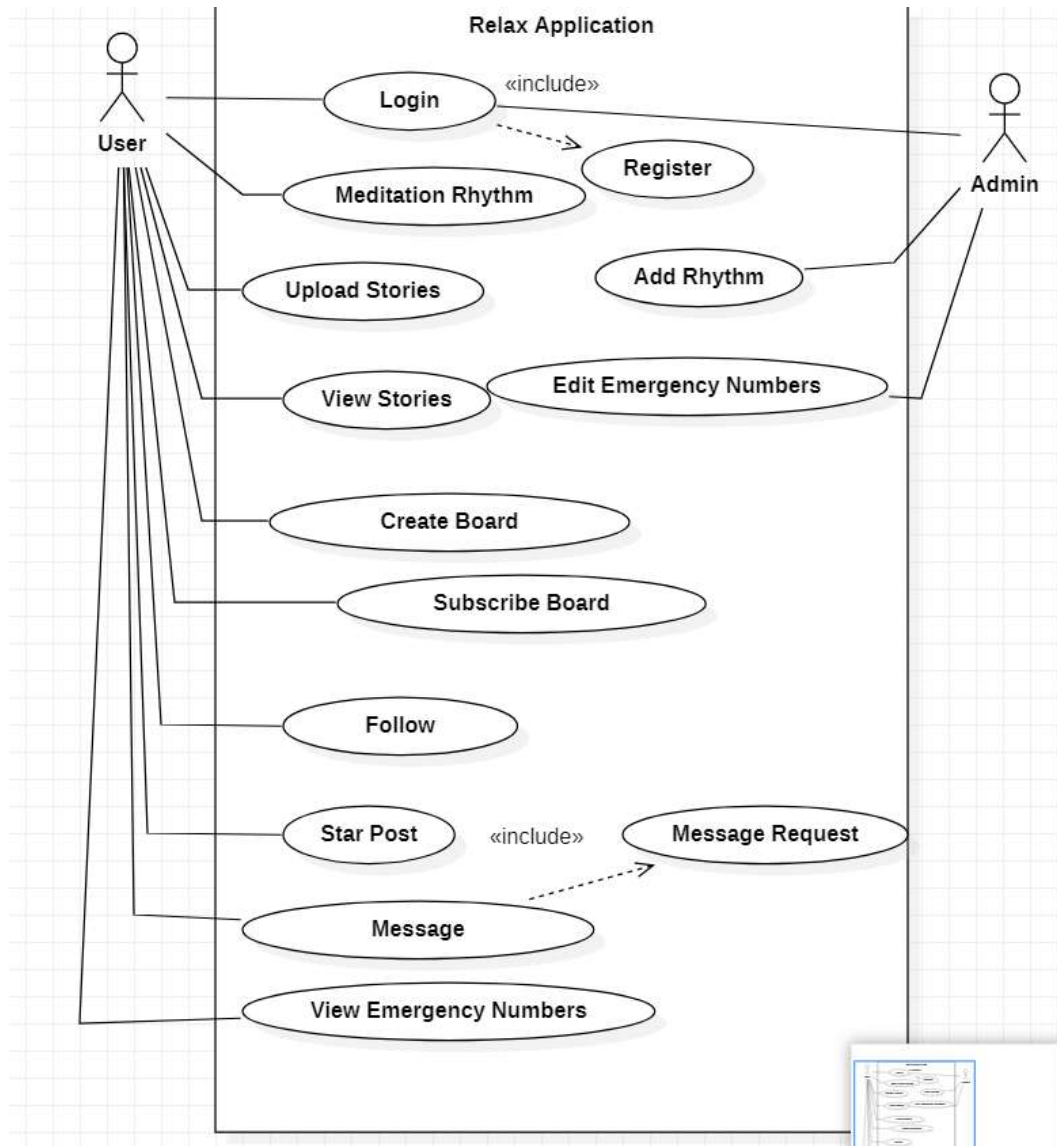 Relax Application
«include»
Login
User
Register
Admin
Meditation Rhythm
Add Rhythm
Upload Stories
Edit Emergency Numbers
View Stories
Create Board
Subscribe Board
Follow
Star Post
«include»
Message Request
Message
View Emergency Numbers